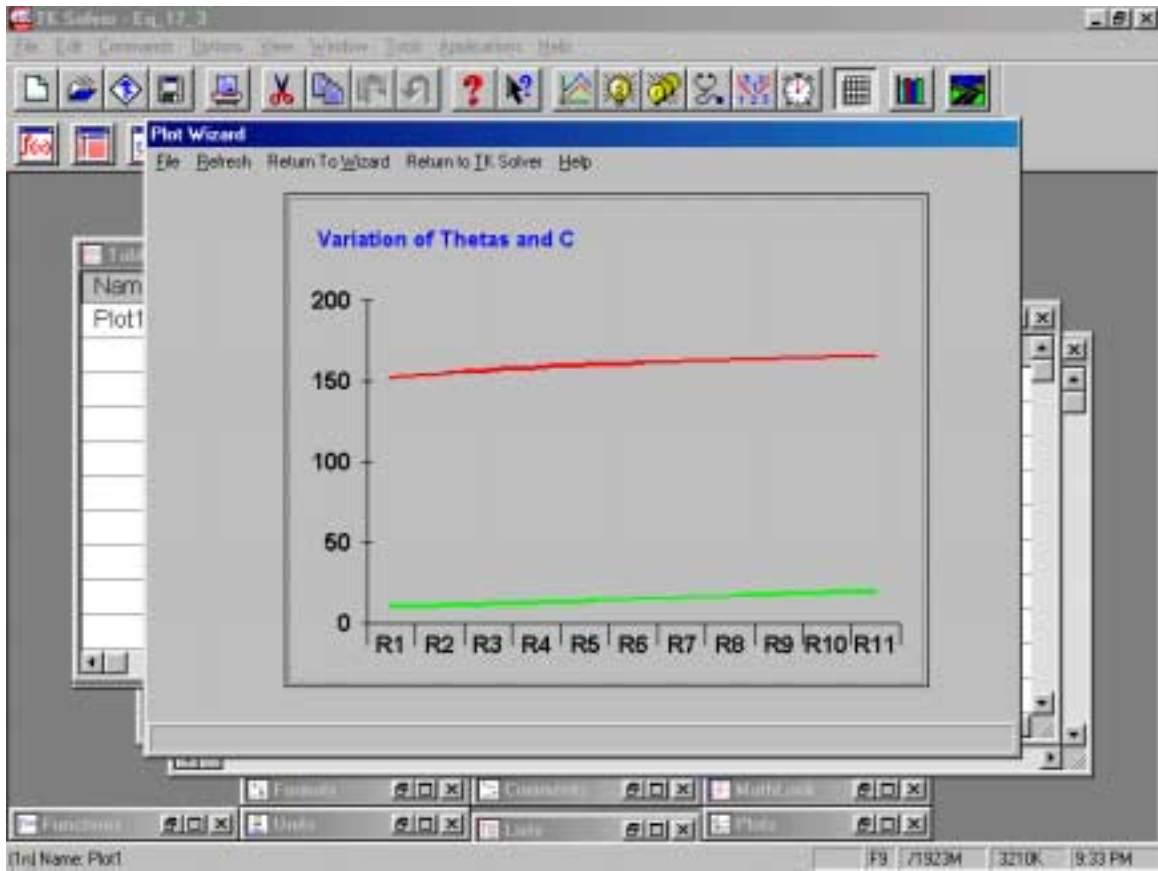 TK Solver - Eq_17_3
File Edit Commands Options View Window Tools Applications Help
Plot Wizard
File Refresh Return To Wizard Return to TK Solver Help
Variation of Thetas and C
Nam
Plot1
200
150
100
50
0
R1 R2 R3 R4 R5 R6 R7 R8 R9 R10 R11
Formats Comments MathLook
Functions Units Lists Plots
(1n) Name: Plot1 F9 /1923M 3210K 9:33 PM